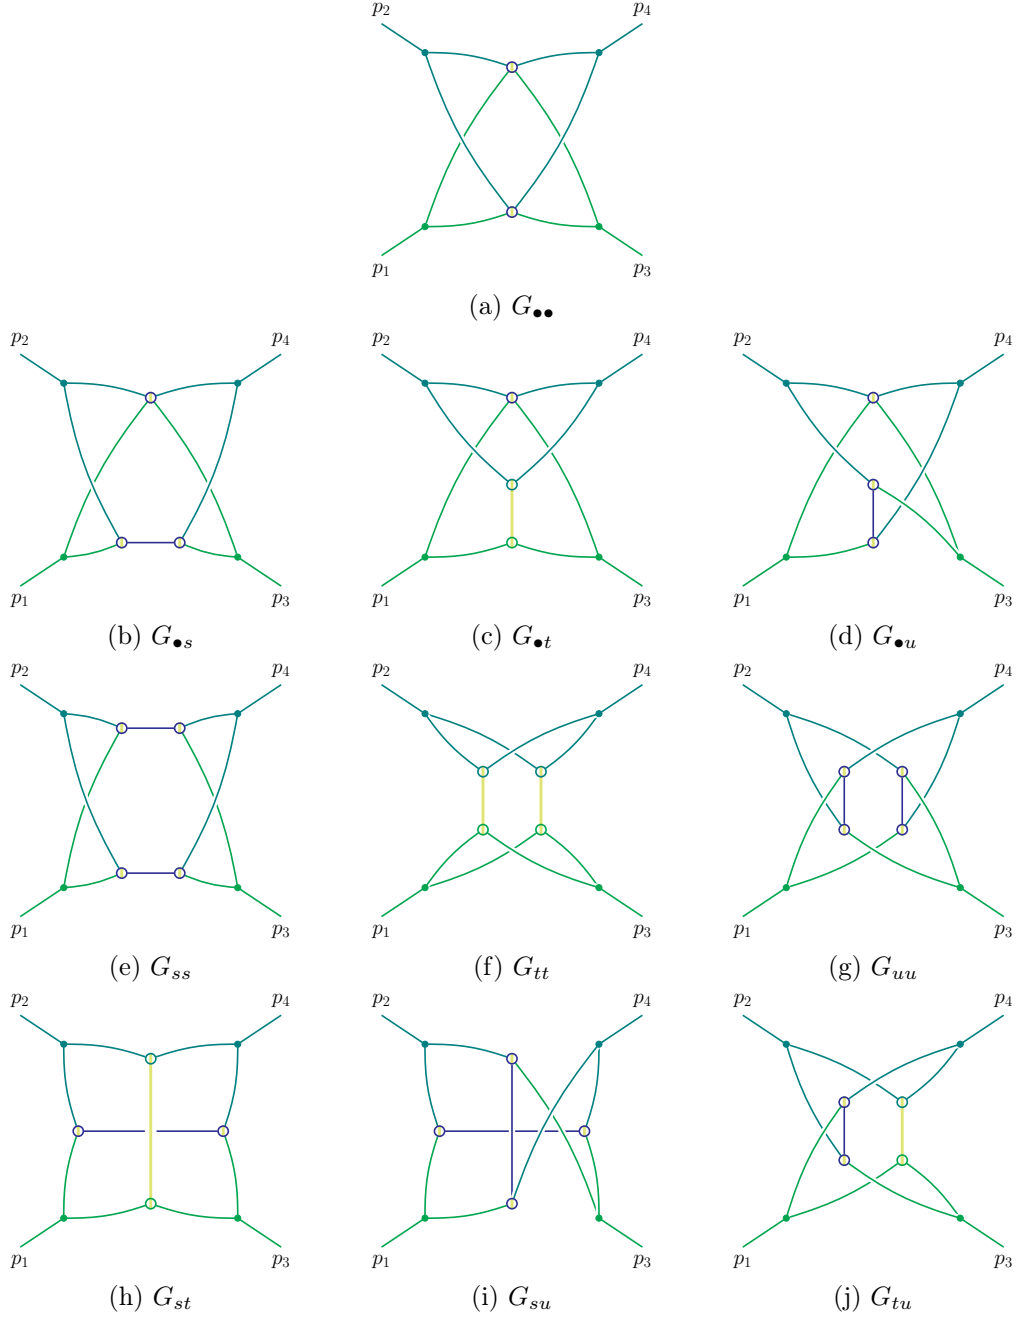 p₂ p₄
p₁ p₃
(a) G••
p₂ p₄ p₂ p₄ p₂ p₄
p₁ p₃ p₁ p₃ p₁ p₃
(b) G•s (c) G•t (d) G•u
p₂ p₄ p₂ p₄ p₂ p₄
p₁ p₃ p₁ p₃ p₁ p₃
(e) Gss (f) Gtt (g) Guu
p₂ p₄ p₂ p₄ p₂ p₄
p₁ p₃ p₁ p₃ p₁ p₃
(h) Gst (i) Gsu (j) Gtu